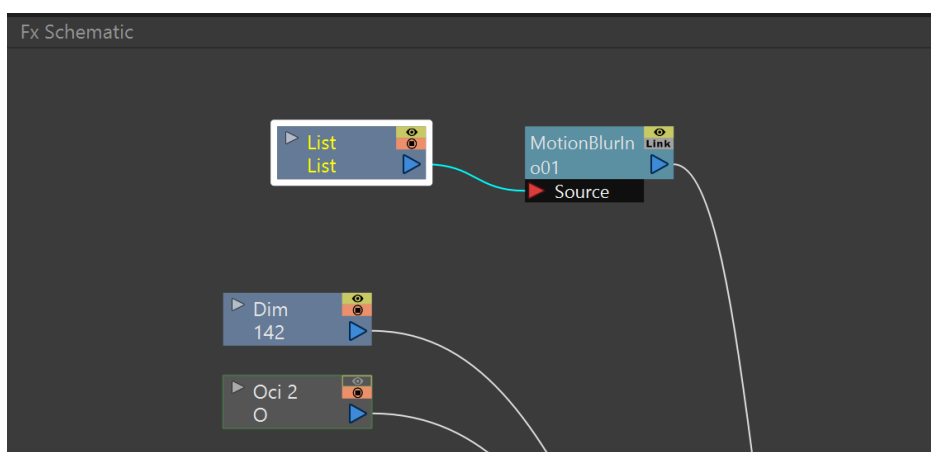 Fx Schematic
List
List
MotionBlurIn
o01
Link
Source
Dim
142
Oci 2
O